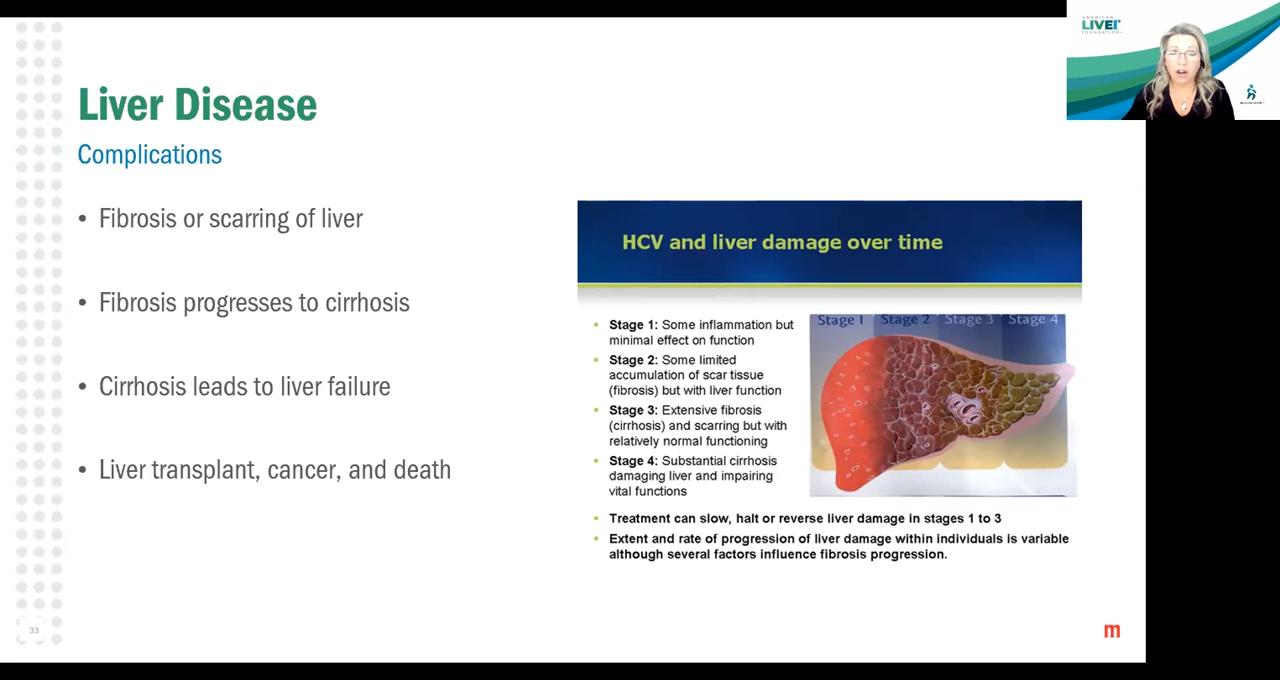 AMERICAN
LIVER
FOUNDATION
Liver Disease
Complications
• Fibrosis or scarring of liver
• Fibrosis progresses to cirrhosis
• Cirrhosis leads to liver failure
• Liver transplant, cancer, and death
HCV and liver damage over time
Stage 1: Some inflammation but
minimal effect on function
Stage 2: Some limited
accumulation of scar tissue
(fibrosis) but with liver function
Stage 3: Extensive fibrosis
(cirrhosis) and scarring but with
relatively normal functioning
Stage 4: Substantial cirrhosis
damaging liver and impairing
vital functions
Stage 1 Stage 2 Stage 3 Stage 4
Treatment can slow, halt or reverse liver damage in stages 1 to 3
Extent and rate of progression of liver damage within individuals is variable
although several factors influence fibrosis progression.
33
m